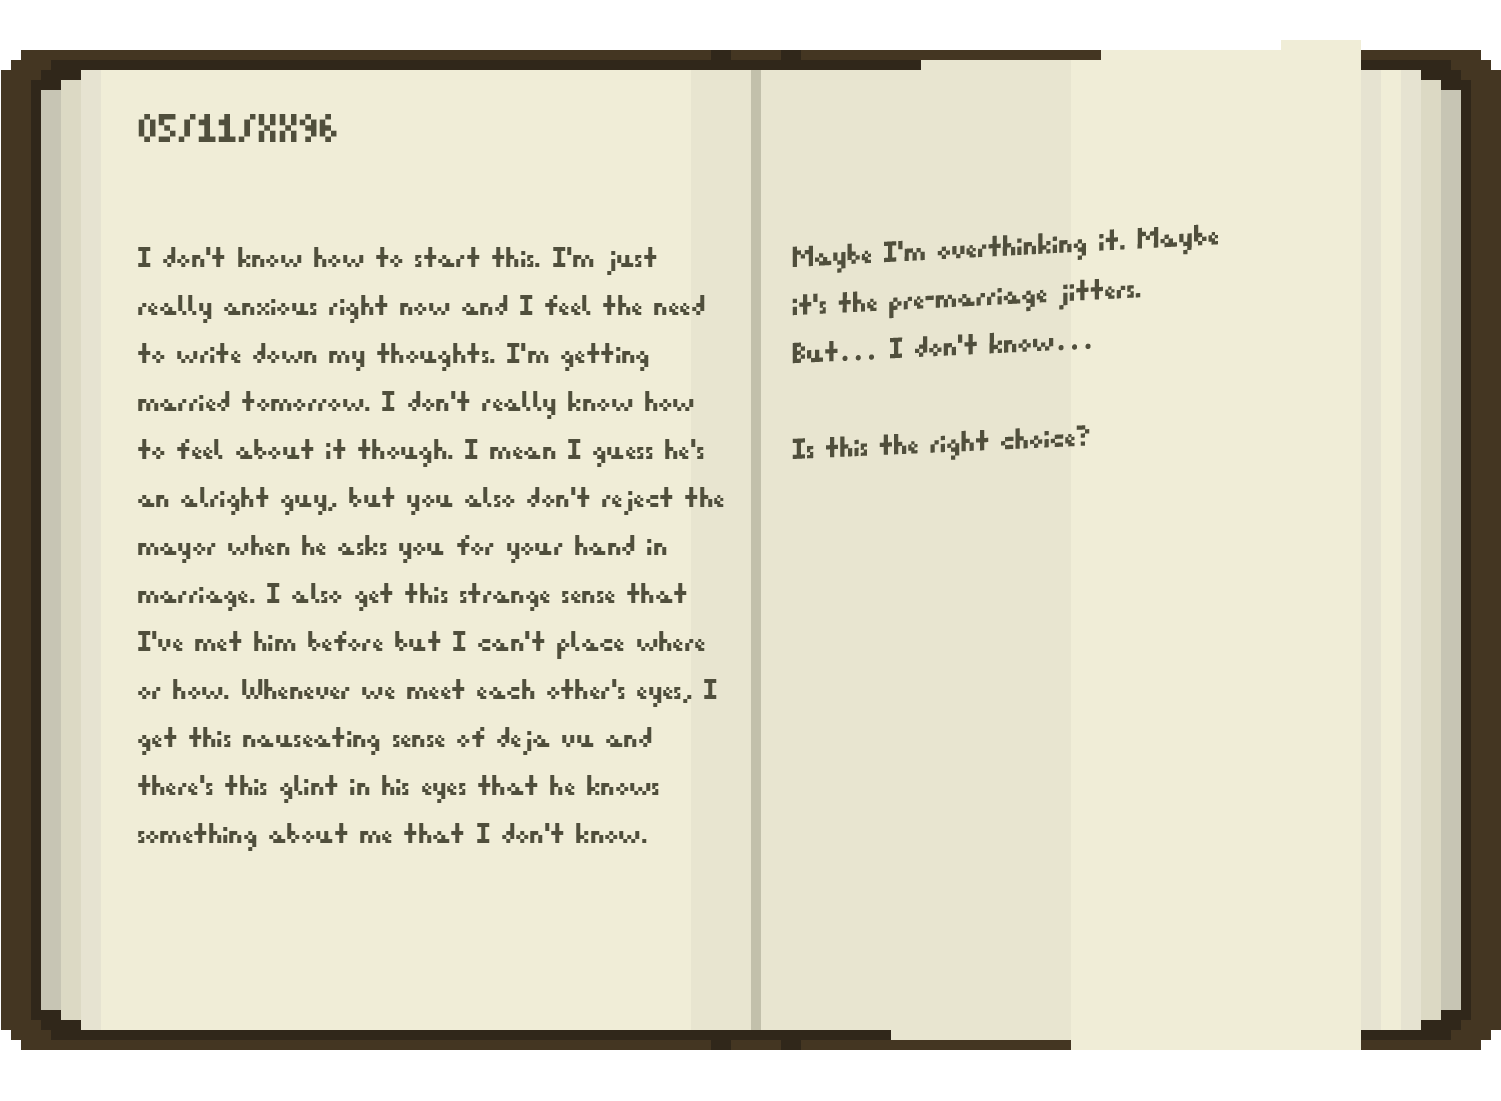 05/11/XX96
I don't know how to start this. I'm just
really anxious right now and I feel the need
to write down my thoughts. I'm getting
married tomorrow. I don't really know how
to feel about it though. I mean I guess he's
an alright guy, but you also don't reject the
mayor when he asks you for your hand in
marriage. I also get this strange sense that
I've met him before but I can't place where
or how. Whenever we meet each other's eyes, I
get this nauseating sense of deja vu and
there's this glint in his eyes that he knows
something about me that I don't know.
Maybe I'm overthinking it. Maybe
it's the pre-marriage jitters.
But... I don't know...
Is this the right choice?